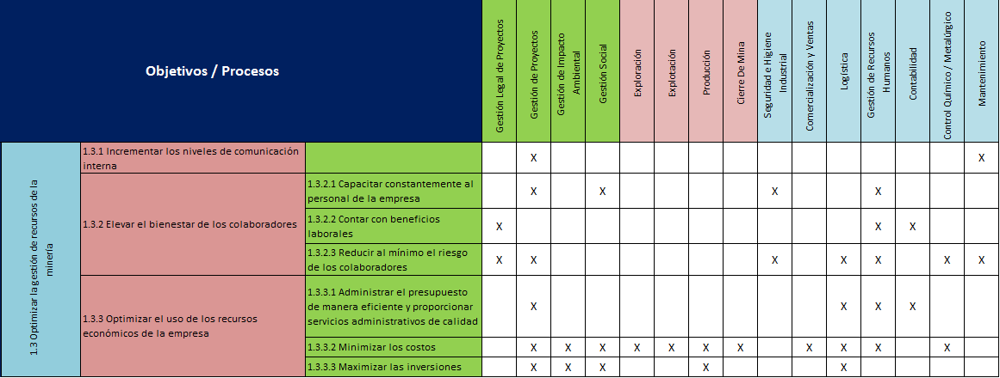 Objetivos / Procesos
Gestión Legal de Proyectos
Gestión de Proyectos
Gestión de Impacto
Ambiental
Gestión Social
Exploración
Explotación
Producción
Cierre De Mina
Seguridad e Higiene
Industrial
Comercialización y Ventas
Logística
Gestión de Recursos
Humanos
Contabilidad
Control Químico / Metalúrgico
Mantenimiento
1.3 Optimizar la gestión de recursos de la
minería
1.3.1 Incrementar los niveles de comunicación
interna
X X
1.3.2 Elevar el bienestar de los colaboradores
1.3.2.1 Capacitar constantemente al
personal de la empresa
X X X X
1.3.2.2 Contar con beneficios
laborales
X X X
1.3.2.3 Reducir al mínimo el riesgo
de los colaboradores
X X X X X X X
1.3.3 Optimizar el uso de los recursos
económicos de la empresa
1.3.3.1 Administrar el presupuesto
de manera eficiente y proporcionar
servicios administrativos de calidad
X X X X
1.3.3.2 Minimizar los costos
X X X X X X X X X X X
1.3.3.3 Maximizar las inversiones
X X X X X